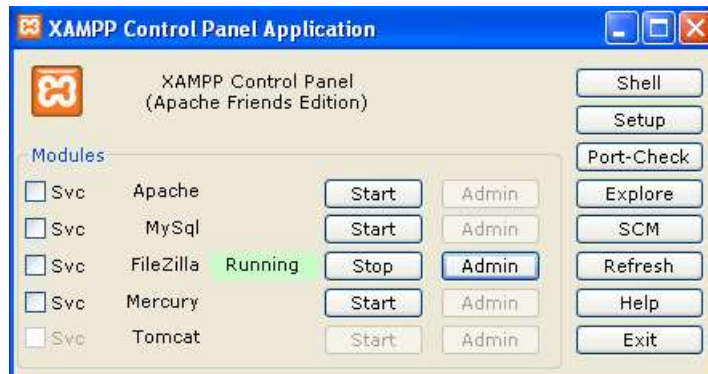 XAMPP Control Panel Application
XAMPP Control Panel
(Apache Friends Edition)
Shell
Setup
Port-Check
Explore
SCM
Refresh
Help
Exit
Modules
Svc Apache Start Admin
Svc MySql Start Admin
Svc FileZilla Running Stop Admin
Svc Mercury Start Admin
Svc Tomcat Start Admin